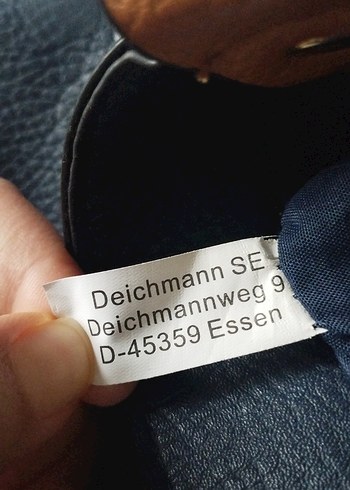 Deichmann SE
Deichmannweg 9
D-45359 Essen